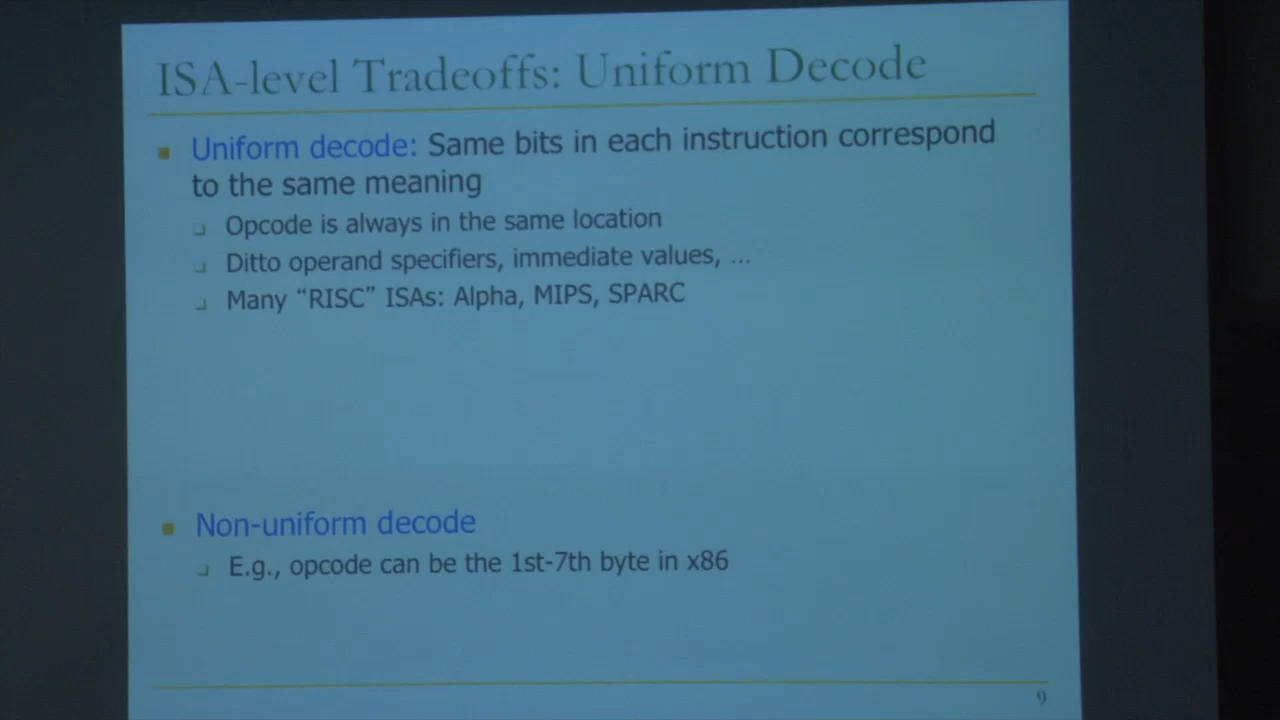 ISA-level Tradeoffs: Uniform Decode
Uniform decode: Same bits in each instruction correspond
to the same meaning
Opcode is always in the same location
Ditto operand specifiers, immediate values, …
Many “RISC” ISAs: Alpha, MIPS, SPARC
Non-uniform decode
E.g., opcode can be the 1st-7th byte in x86
9